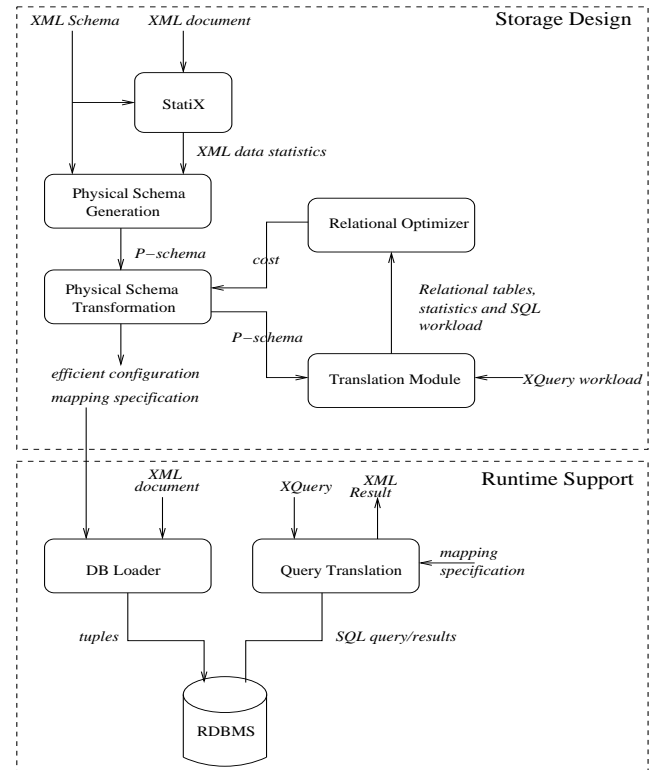 Storage Design
XML Schema
XML document
StatiX
XML data statistics
Physical Schema
Generation
Relational Optimizer
P−schema
cost
Physical Schema
Transformation
Relational tables,
statistics and SQL
workload
P−schema
efficient configuration
mapping specification
Translation Module
XQuery workload
Runtime Support
XML
document
XQuery
XML
Result
DB Loader
Query Translation
mapping
specification
tuples
SQL query/results
RDBMS